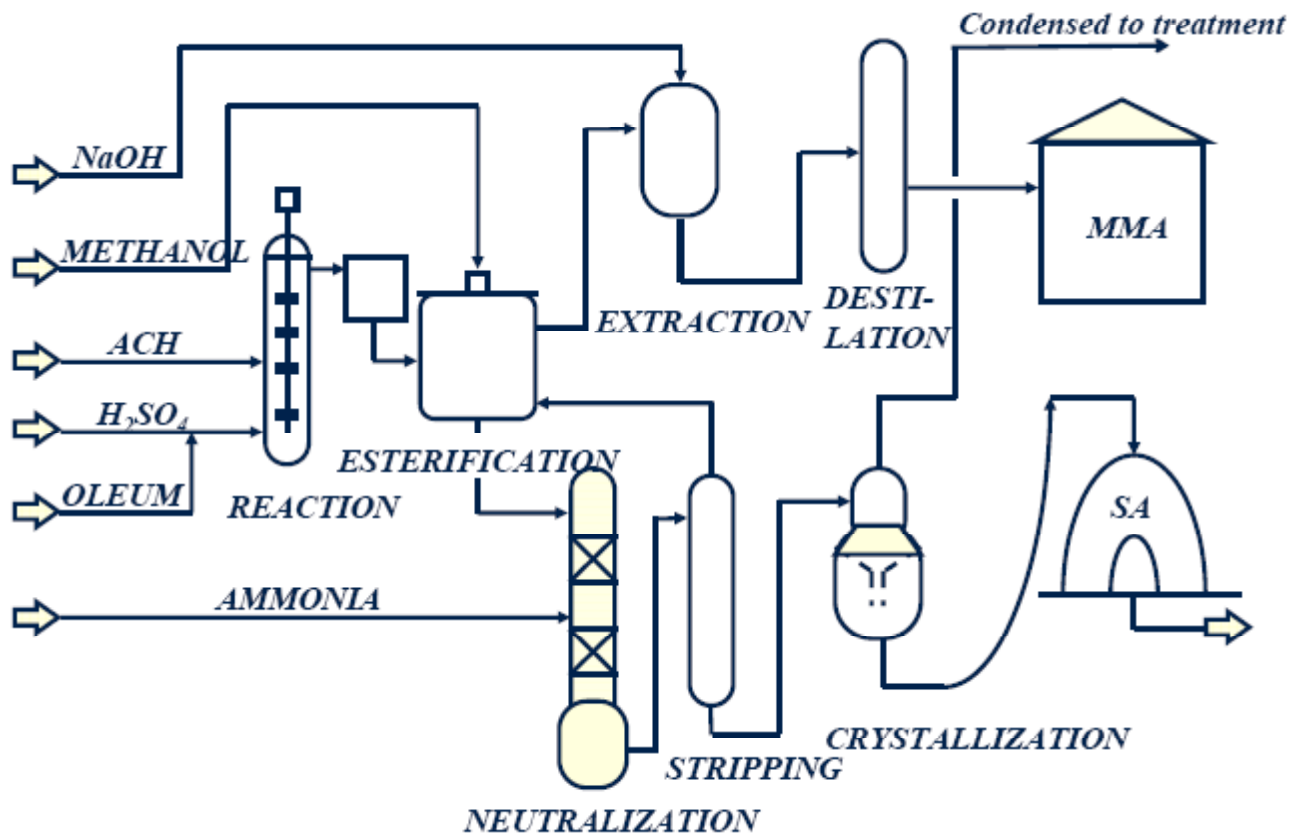 Condensed to treatment
NaOH
METHANOL
MMA
EXTRACTION
DESTI-
LATION
ACH
H₂SO₄
ESTERIFICATION
OLEUM
REACTION
SA
AMMONIA
CRYSTALLIZATION
STRIPPING
NEUTRALIZATION